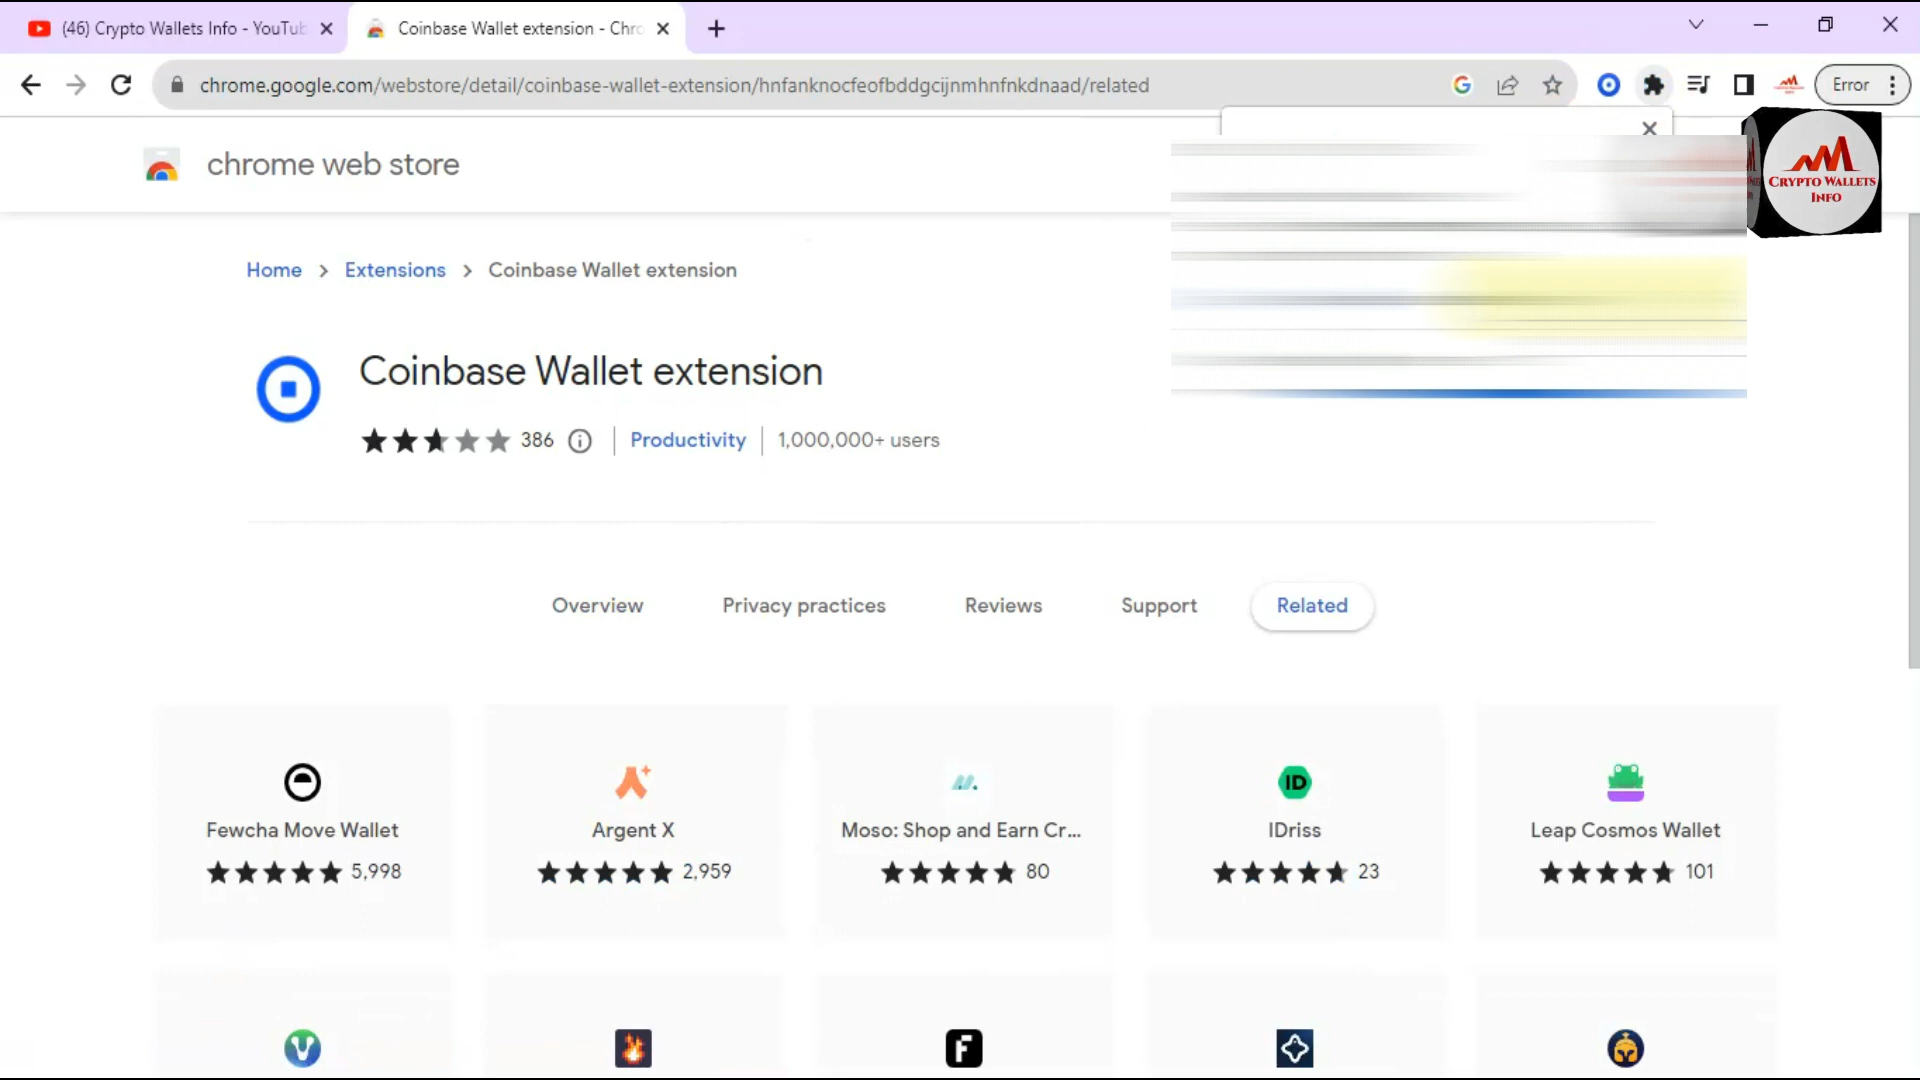 (46) Crypto Wallets Info - YouTub
Coinbase Wallet extension - Chro
chrome.google.com/webstore/detail/coinbase-wallet-extension/hnfanknocfeofbddgcijnmhnfnkdnaad/related
Error
chrome web store
CRYPTO WALLETS
INFO
Home > Extensions > Coinbase Wallet extension
Coinbase Wallet extension
386 Productivity 1,000,000+ users
Overview Privacy practices Reviews Support Related
Fewcha Move Wallet
5,998
Argent X
2,959
Moso: Shop and Earn Cr...
80
ID
IDriss
23
Leap Cosmos Wallet
101
F